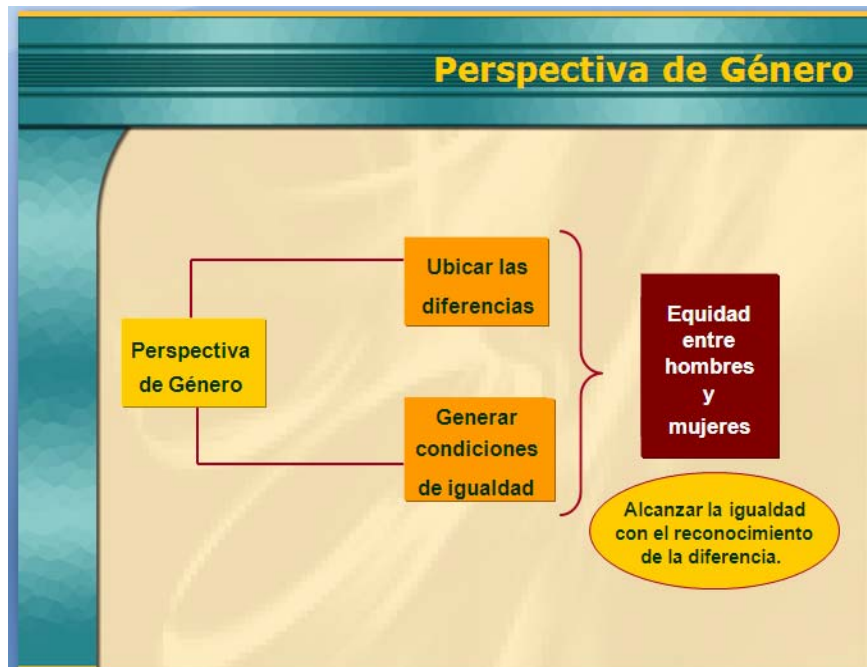 Perspectiva de Género
Perspectiva
de Género
Ubicar las
diferencias
Generar
condiciones
de igualdad
Equidad
entre
hombres
y
mujeres
Alcanzar la igualdad
con el reconocimiento
de la diferencia.